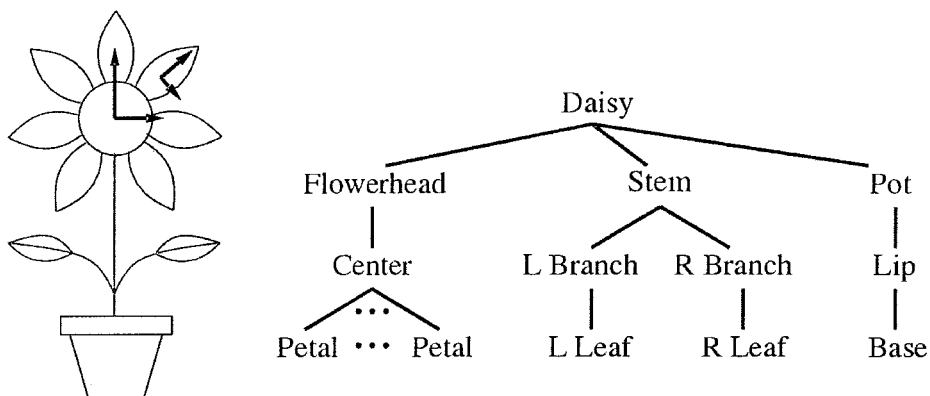 Daisy
Flowerhead Stem Pot
Center L Branch R Branch Lip
Petal ••• Petal L Leaf R Leaf Base